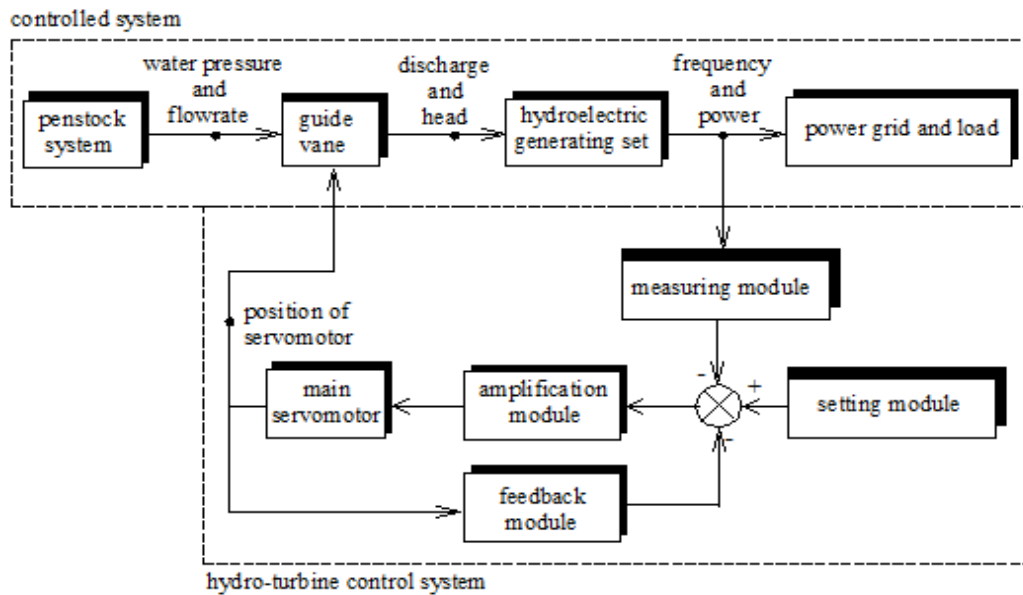 controlled system
water pressure
and
flowrate
discharge
and
head
frequency
and
power
penstock
system
guide
vane
hydroelectric
generating set
power grid and load
measuring module
position of
servomotor
main
servomotor
amplification
module
-
+
-
setting module
feedback
module
hydro-turbine control system